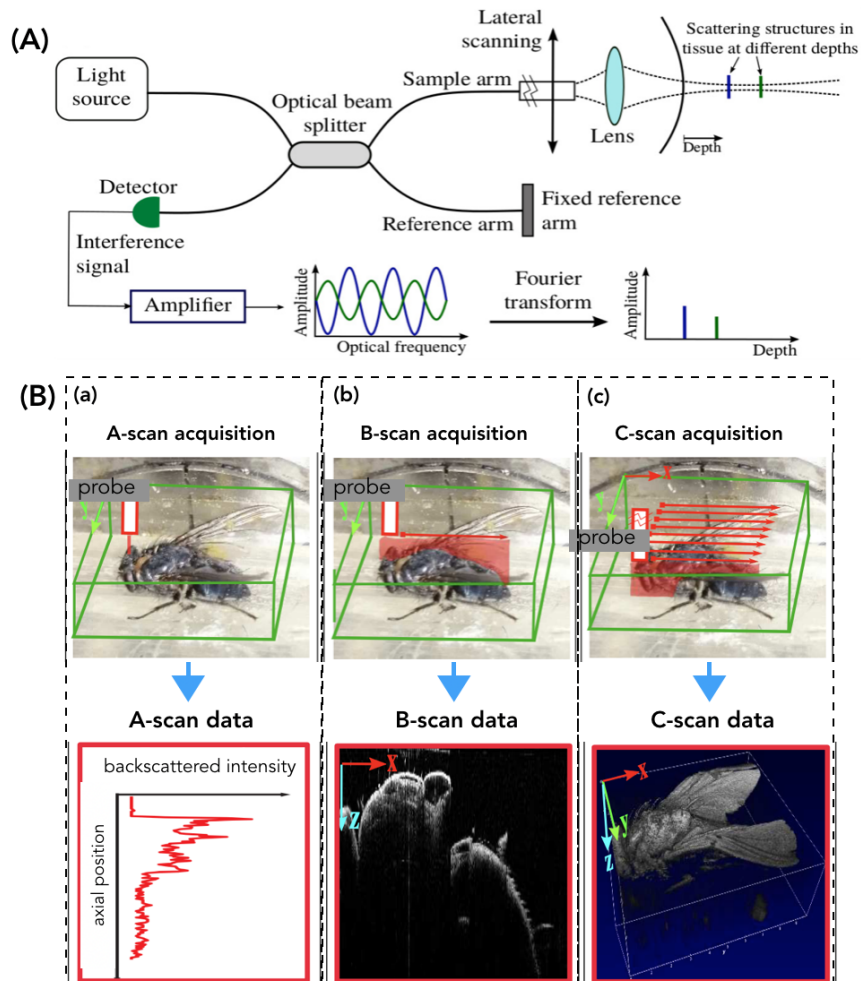 (A)
Light
source
Optical beam
splitter
Sample arm
Lateral
scanning
Lens
Scattering structures in
tissue at different depths
Depth
Detector
Interference
signal
Reference arm
Fixed reference
arm
Amplifier
Amplitude
Optical frequency
Fourier
transform
Amplitude
Depth
(B)
(a)
A-scan acquisition
probe
y
A-scan data
backscattered intensity
axial position
(b)
B-scan acquisition
probe
B-scan data
X
Z
(c)
C-scan acquisition
X
y
probe
C-scan data
X
y
Z